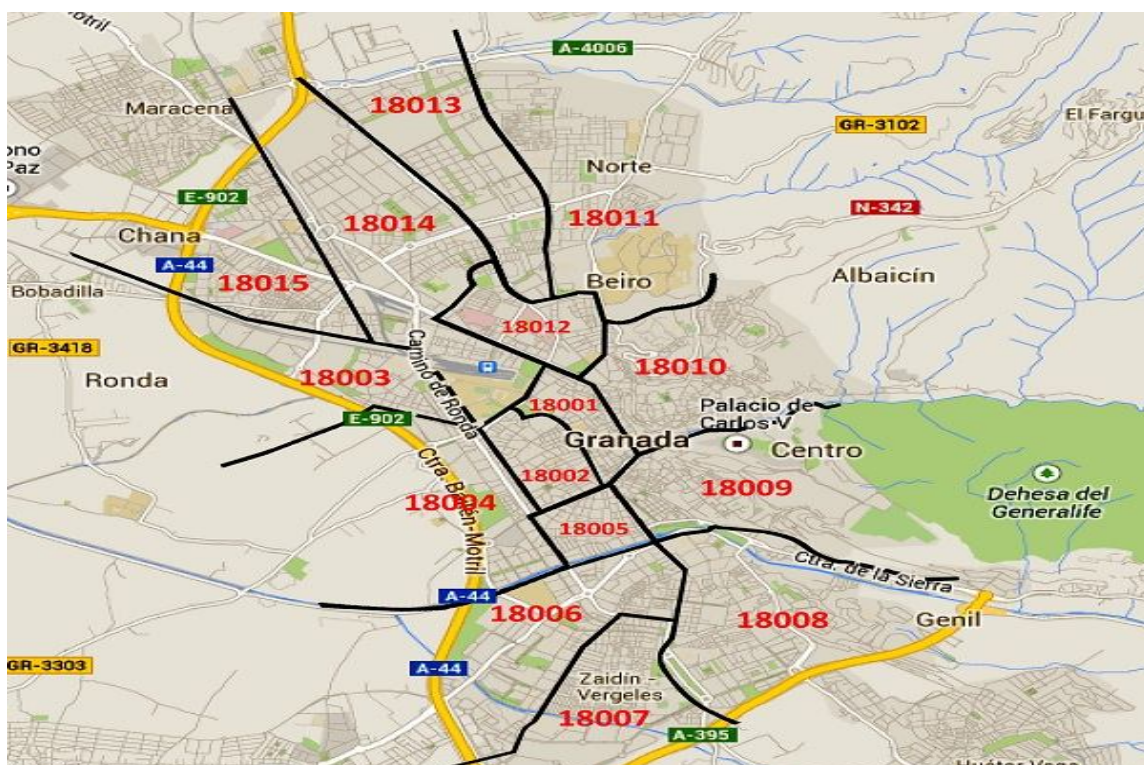 Motril
A-4006
18013
Maracena
GR-3102
El Fargu
ono
Paz
Norte
E-902
N-342
18014
18011
Chana
A-44
Beiro
Albaicín
Bobadilla
18015
18012
GR-3418
Camino de Ronda
18010
Ronda
18003
18001
Palacio de
Carlos V
E-902
Granada
Centro
Ctra. Bailén-Motril
18002
18009
18004
Dehesa del
Generalife
18005
Ctra. de la Sierra
A-44
18006
18008
Genil
GR-3303
A-44
Zaidín -
Vergeles
18007
A-395
Huétor Vega